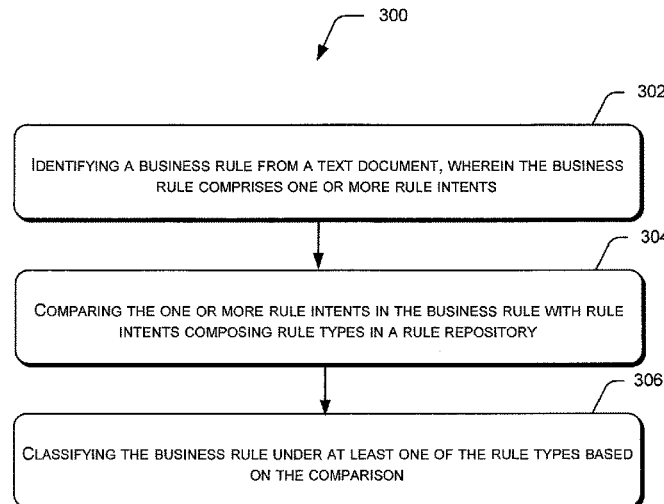 300
302
IDENTIFYING A BUSINESS RULE FROM A TEXT DOCUMENT, WHEREIN THE BUSINESS
RULE COMPRISES ONE OR MORE RULE INTENTS
304
COMPARING THE ONE OR MORE RULE INTENTS IN THE BUSINESS RULE WITH RULE
INTENTS COMPOSING RULE TYPES IN A RULE REPOSITORY
306
CLASSIFYING THE BUSINESS RULE UNDER AT LEAST ONE OF THE RULE TYPES BASED
ON THE COMPARISON